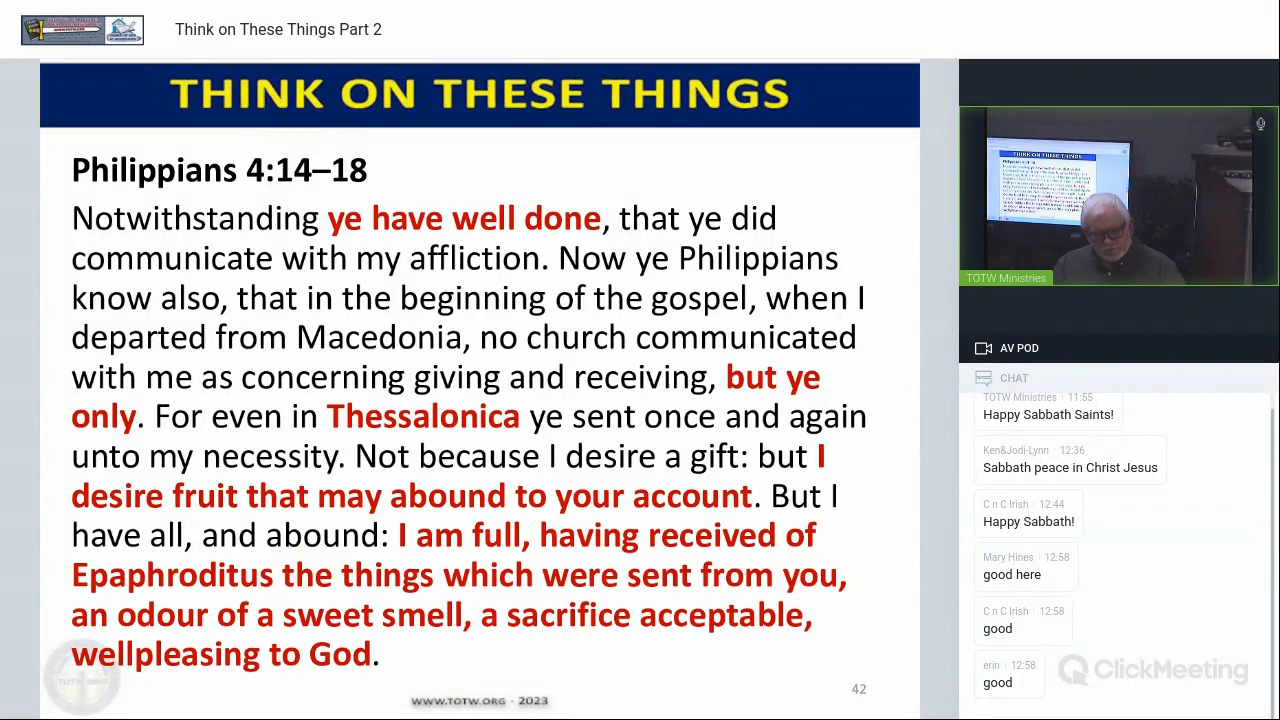 Think on These Things Part 2
THINK ON THESE THINGS
Philippians 4:14–18
Notwithstanding ye have well done, that ye did
communicate with my affliction. Now ye Philippians
know also, that in the beginning of the gospel, when I
departed from Macedonia, no church communicated
with me as concerning giving and receiving, but ye
only. For even in Thessalonica ye sent once and again
unto my necessity. Not because I desire a gift: but I
desire fruit that may abound to your account. But I
have all, and abound: I am full, having received of
Epaphroditus the things which were sent from you,
an odour of a sweet smell, a sacrifice acceptable,
wellpleasing to God.
WWW.TOTW.ORG - 2023
42
THINK ON THESE THINGS
TOTW Ministries
AV POD
CHAT
TOTW Ministries 11:55
Happy Sabbath Saints!
Ken&Jodi-Lynn 12:36
Sabbath peace in Christ Jesus
C n C Irish 12:44
Happy Sabbath!
Mary Hines 12:58
good here
C n C Irish 12:58
good
erin 12:58
good
ClickMeeting